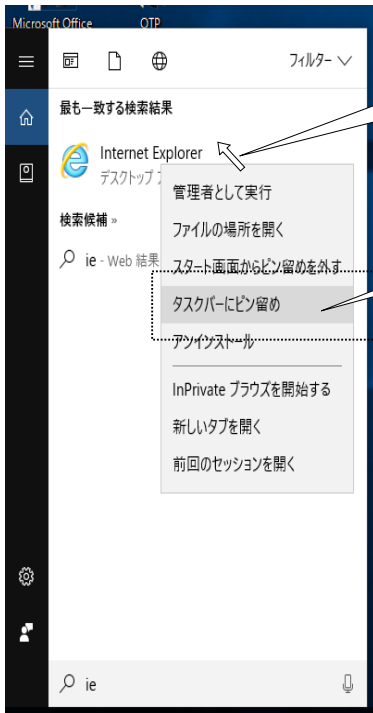 Microsoft Office
OTP
フィルター
最も一致する検索結果
Internet Explorer
デスクトップ
管理者として実行
検索候補 »
ファイルの場所を開く
ie - Web 結果
スタート画面からピン留めを外す
タスクバーにピン留め
アンインストール
InPrivate ブラウズを開始する
新しいタブを開く
前回のセッションを開く
ie